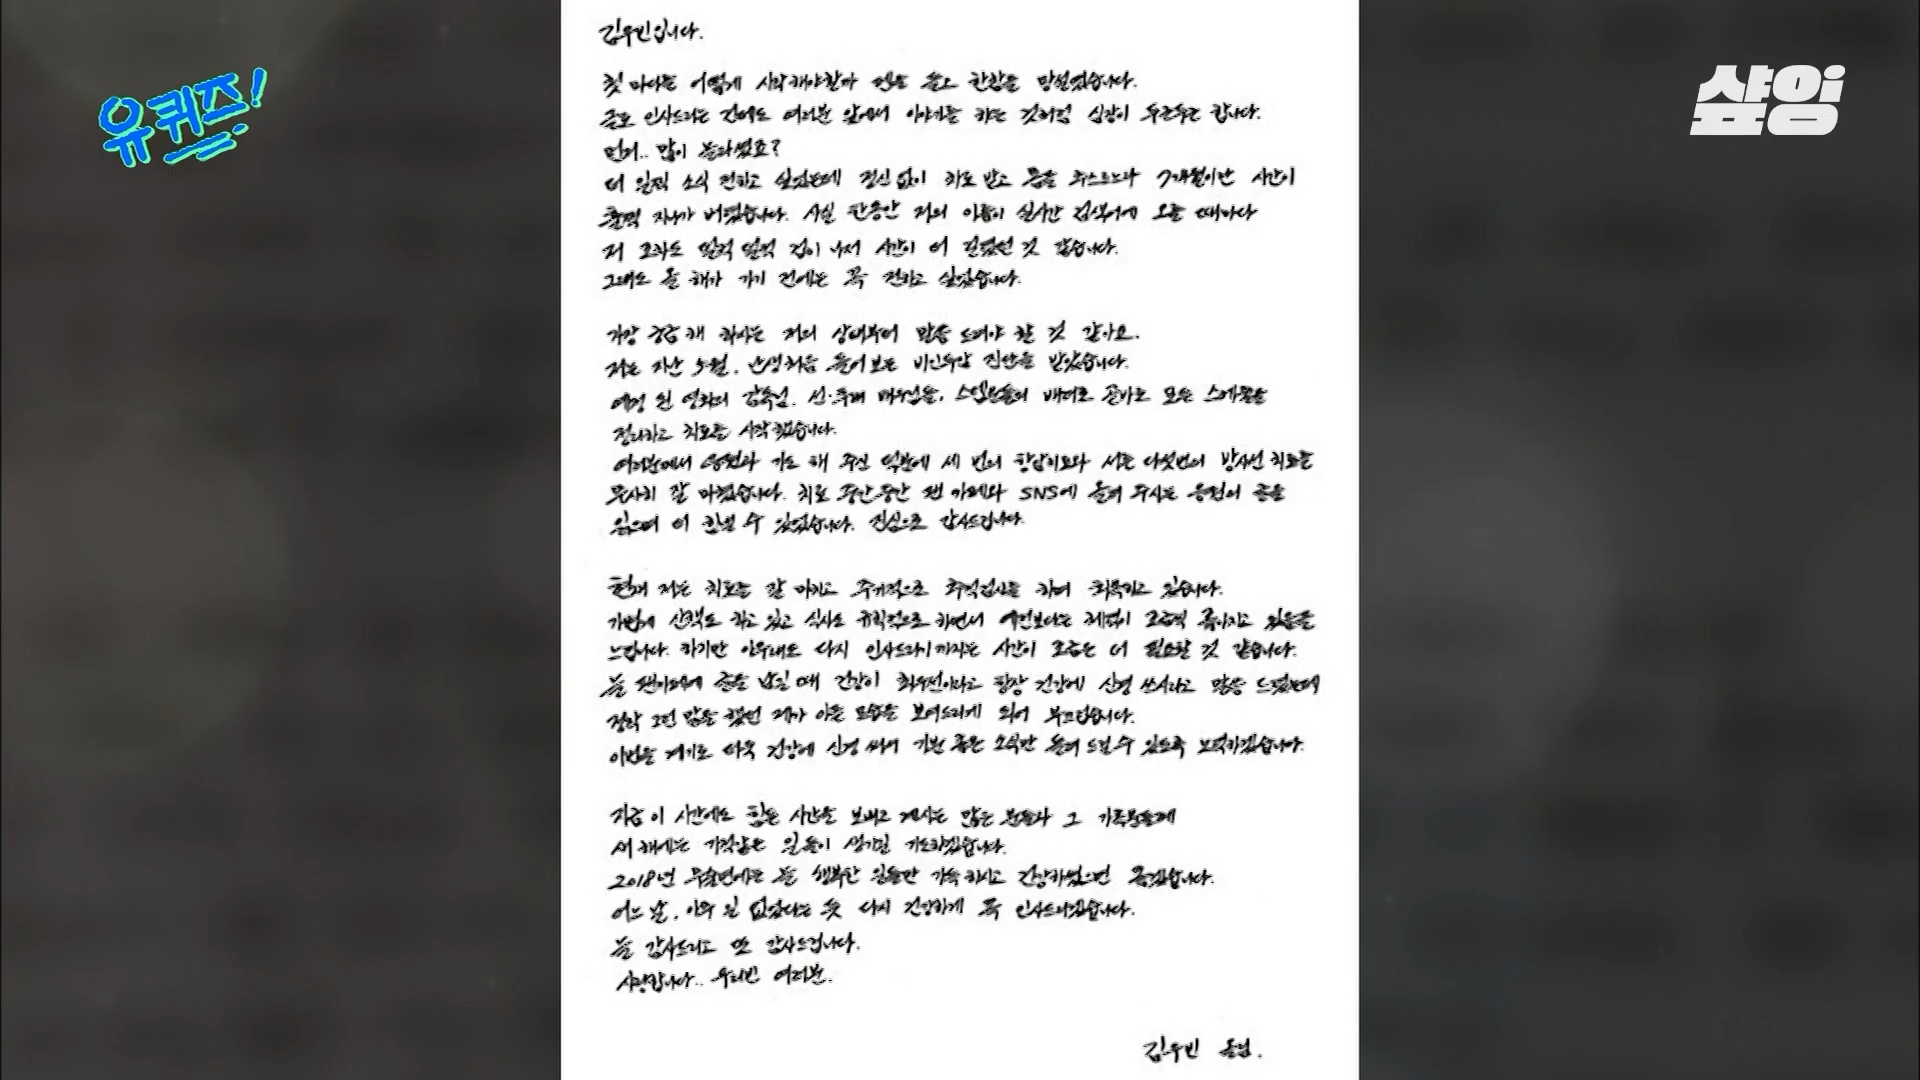 유퀴즈!
샾잉
김우빈입니다.
첫 마디를 어떻게 시작해야할까 펜을 들고 한참을 망설였습니다.
글로 인사드리는 건데도 여러분 앞에서 이야기를 하는 것처럼 심장이 두근두근 합니다.
먼저.. 많이 놀라셨죠?
더 일찍 소식 전하고 싶었는데 정신없이 치료 받고 몸을 추스르느라 7개월이란 시간이
훌쩍 지나가 버렸습니다. 사실 한동안 저의 이름이 실시간 검색어에 오를 때마다
저 조차도 덜컥 덜컥 겁이 나서 시간이 더 걸렸던 것 같습니다.
그래도 올 해가 가기 전에는 꼭 전하고 싶었습니다.
가장 궁금해 하시는 저의 상태부터 말씀 드려야 할 것 같아요.
저는 지난 5월, 난생처음 들어보는 비인두암 진단을 받았습니다.
예정 된 영화의 감독님, 선·후배 배우님들, 스텝분들의 배려로 곧바로 모든 스케줄을
정리하고 치료를 시작했습니다.
여러분께서 응원과 기도 해 주신 덕분에 세 번의 항암치료와 서른 다섯번의 방사선 치료를
무사히 잘 마쳤습니다. 치료 중간중간 팬 카페와 SNS에 올려 주시는 응원의 글을
읽으며 더 힘낼 수 있었습니다. 진심으로 감사드립니다.
현재 저는 치료를 잘 마치고 주기적으로 추적검사를 하며 회복하고 있습니다.
가볍게 산책도 하고 있고 식사도 규칙적으로 하면서 예전보다는 체력이 조금씩 좋아지고 있음을
느낍니다. 하지만 아무래도 다시 인사드리기까지는 시간이 조금은 더 필요할 것 같습니다.
늘 팬카페에 글을 남길 때 건강이 최우선이라고 항상 건강에 신경 쓰시라고 말씀 드렸는데
정작 그런 말을 했던 제가 아픈 모습을 보여드리게 되어 부끄럽습니다.
이번을 계기로 더욱 건강에 신경 써서 기분 좋은 소식만 들려 드릴 수 있도록 노력하겠습니다.
지금 이 시간에도 힘든 시간을 보내고 계시는 많은 분들과 그 가족분들께
새 해에는 기적같은 일들이 생기길 기도하겠습니다.
2018년 무술년에는 늘 행복한 일들만 가득 하시고 건강하셨으면 좋겠습니다.
어느 날, 아무 일 없었다는 듯 다시 건강하게 꼭 인사드리겠습니다.
늘 감사드리고 또 감사드립니다.
사랑합니다.. 우리빈 여러분.
김우빈 올림.